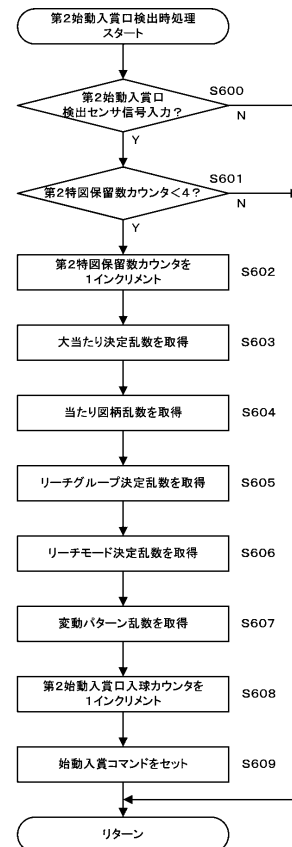 第2始動入賞口検出時処理
スタート
S600
第2始動入賞口
検出センサ信号入力？
N
Y
S601
第2特図保留数カウンタ＜4？
N
Y
第2特図保留数カウンタを
1インクリメント
S602
大当たり決定乱数を取得
S603
当たり図柄乱数を取得
S604
リーチグループ決定乱数を取得
S605
リーチモード決定乱数を取得
S606
変動パターン乱数を取得
S607
第2始動入賞口入球カウンタを
1インクリメント
S608
始動入賞コマンドをセット
S609
リターン